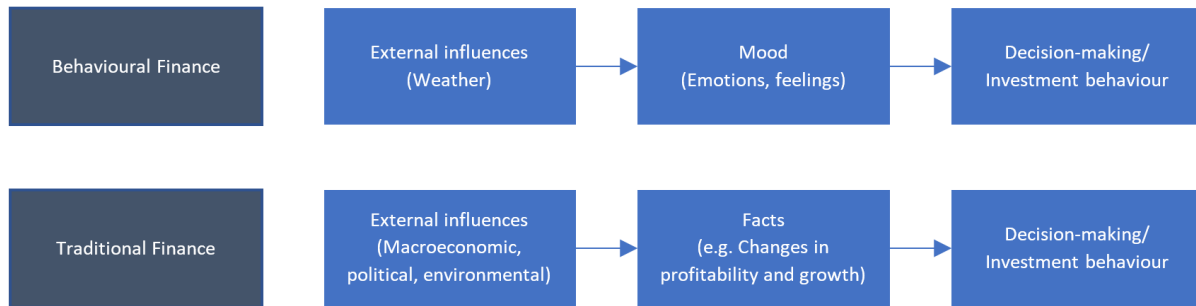 Behavioural Finance
External influences
(Weather)
Mood
(Emotions, feelings)
Decision-making/
Investment behaviour
Traditional Finance
External influences
(Macroeconomic,
political, environmental)
Facts
(e.g. Changes in
profitability and growth)
Decision-making/
Investment behaviour